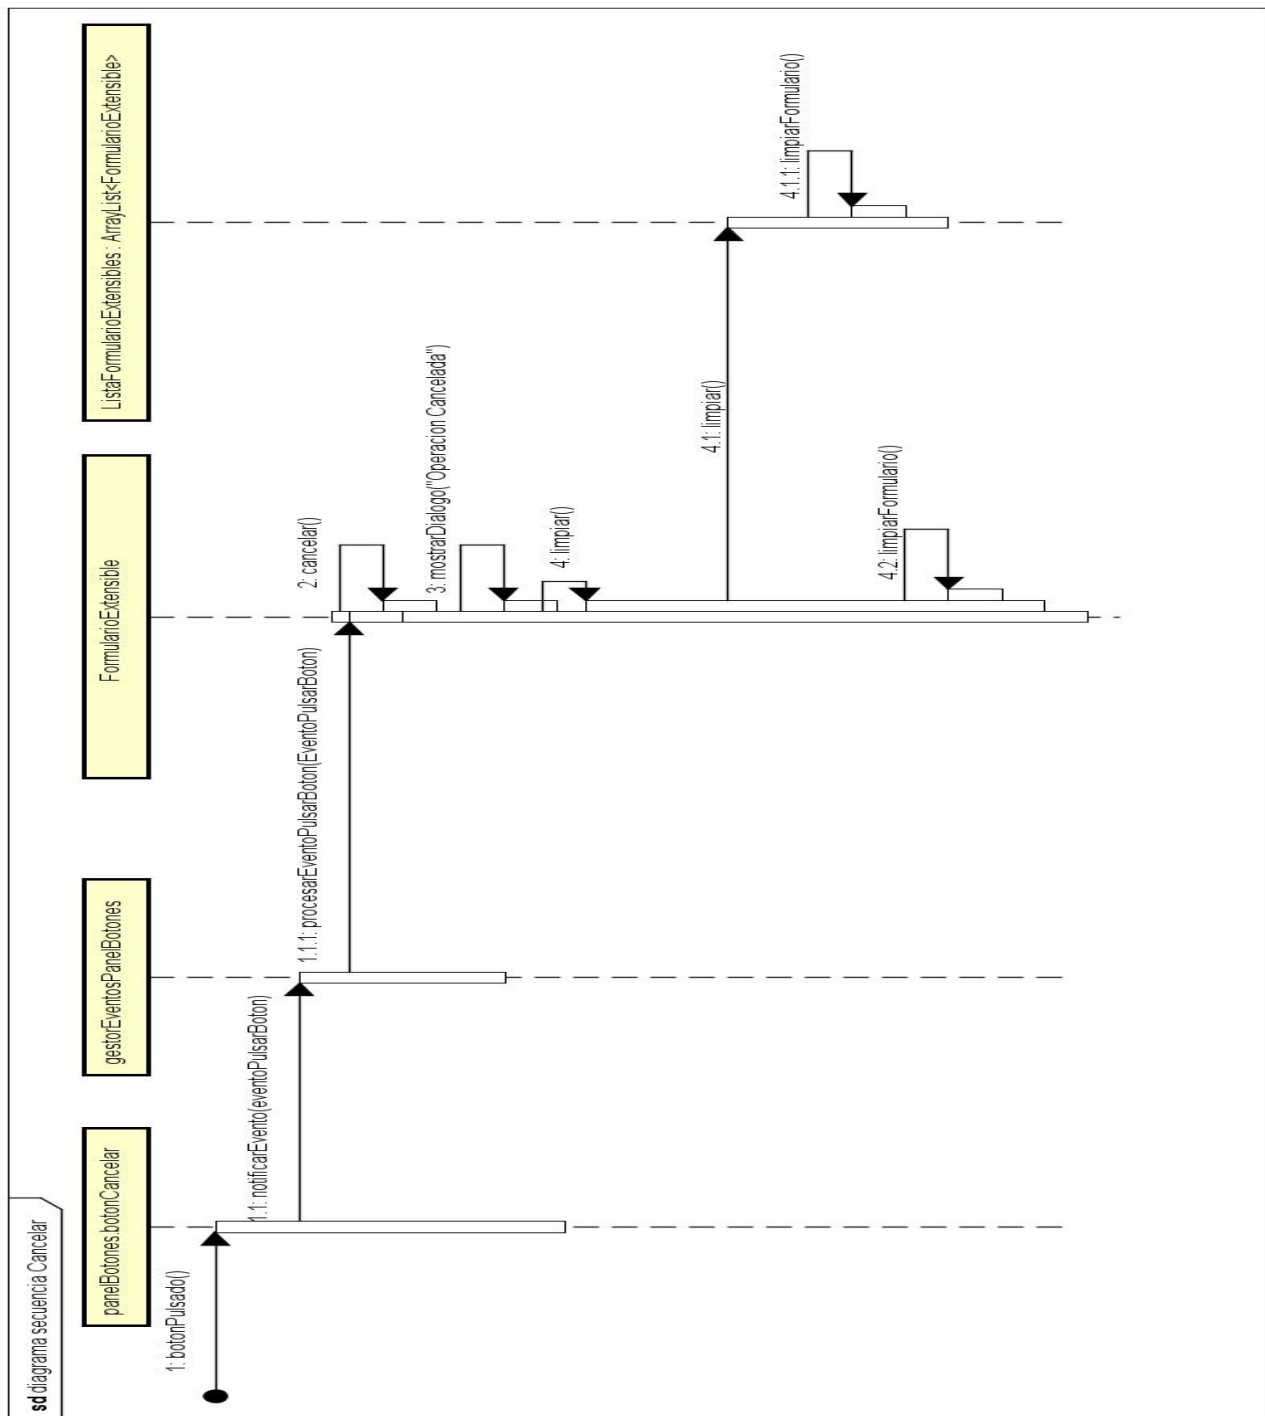 sd diagrama secuencia Cancelar
panelBotones.botonCancelar
gestorEventosPanelBotones
FormularioExtensible
ListaFormularioExtensibles : ArrayList<FormularioExtensible>
1: botonPulsado()
1.1: notificarEvento(eventoPulsarBoton)
1.1.1: procesarEventoPulsarBoton(EventoPulsarBoton)
2: cancelar()
3: mostrarDialogo("'Operacion Cancelada")
4: limpiar()
4.1: limpiar()
4.1.1: limpiarFormulario()
4.2: limpiarFormulario()